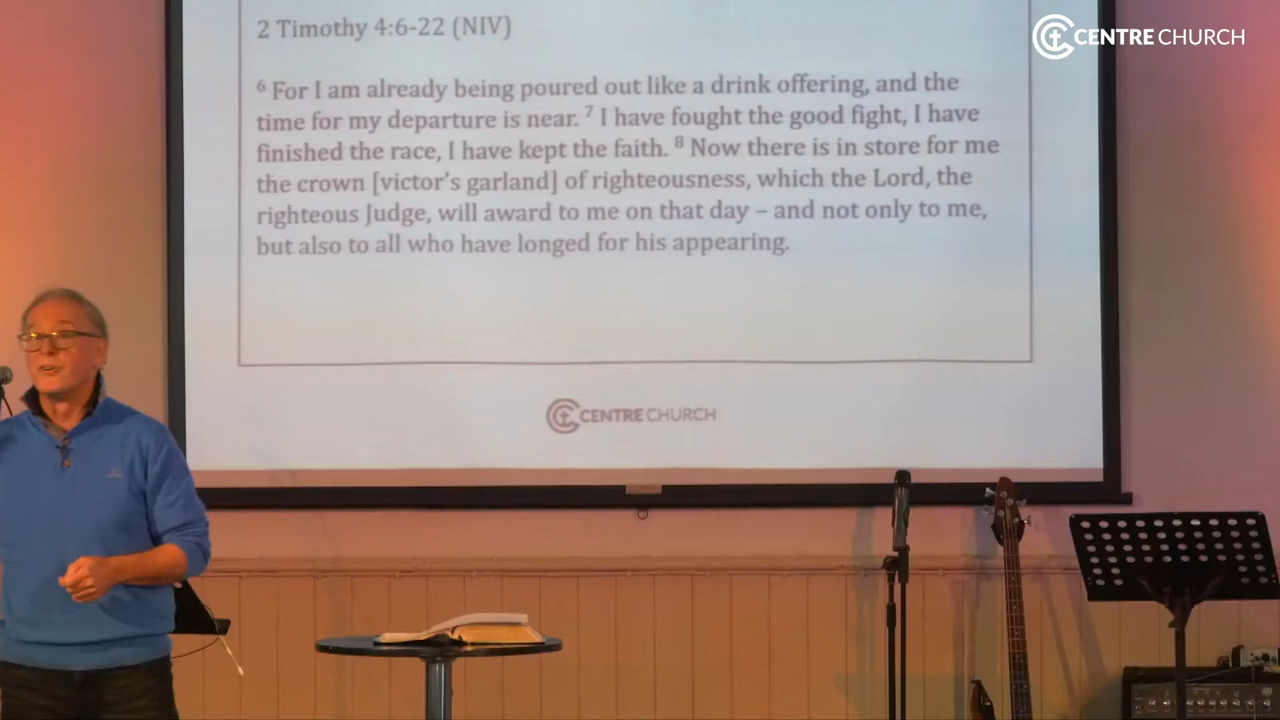 2 Timothy 4:6-22 (NIV)
CENTRE CHURCH
6 For I am already being poured out like a drink offering, and the
time for my departure is near. 7 I have fought the good fight, I have
finished the race, I have kept the faith. 8 Now there is in store for me
the crown [victor's garland] of righteousness, which the Lord, the
righteous Judge, will award to me on that day – and not only to me,
but also to all who have longed for his appearing.
CENTRE CHURCH